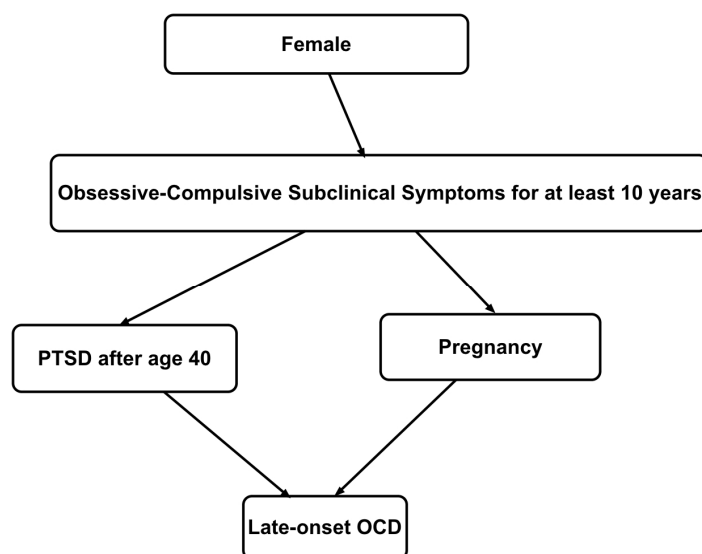 Female
Obsessive-Compulsive Subclinical Symptoms for at least 10 years
PTSD after age 40
Pregnancy
Late-onset OCD